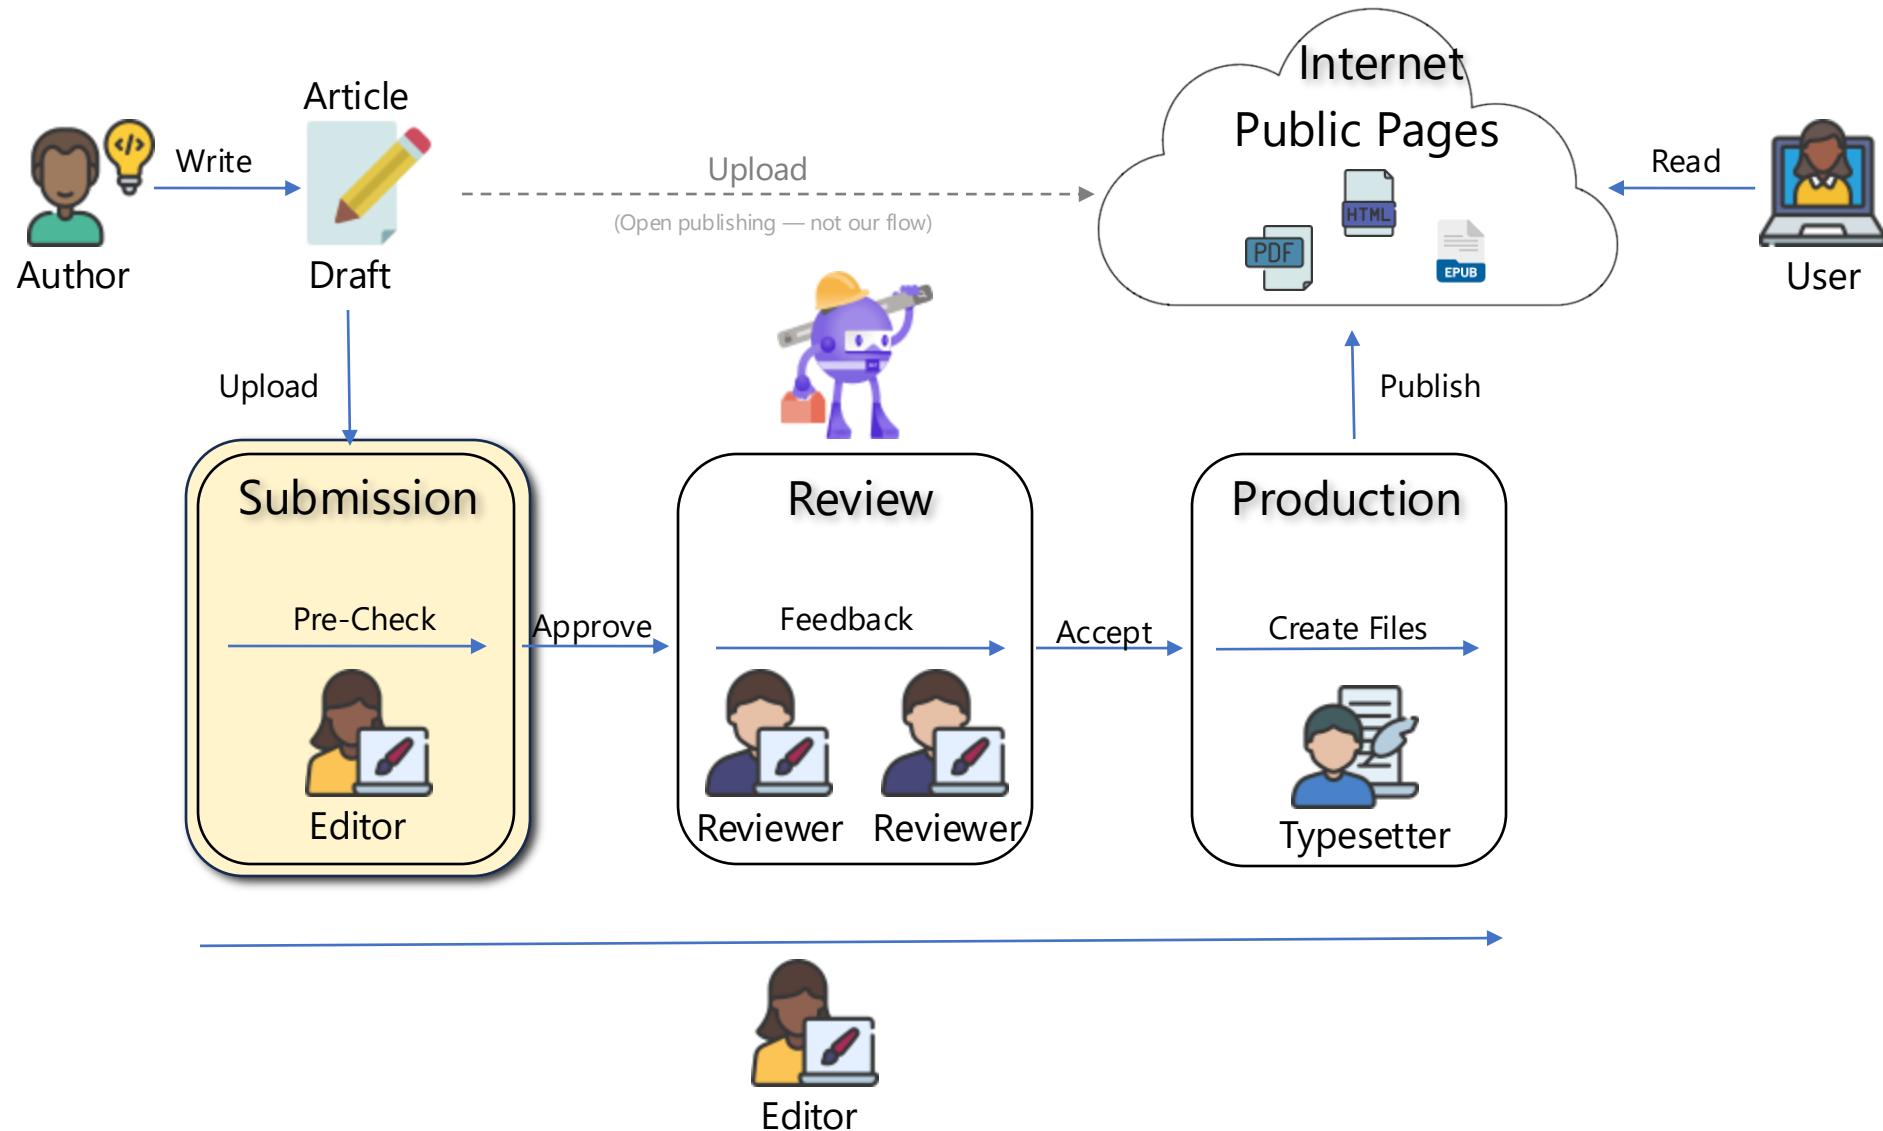 Internet
Public Pages
Article
Write
Upload
(Open publishing — not our flow)
Read
HTML
PDF
EPUB
Author
Draft
User
Upload
Publish
Submission
Review
Production
Pre-Check
Approve
Feedback
Accept
Create Files
Editor
Reviewer
Reviewer
Typesetter
Editor